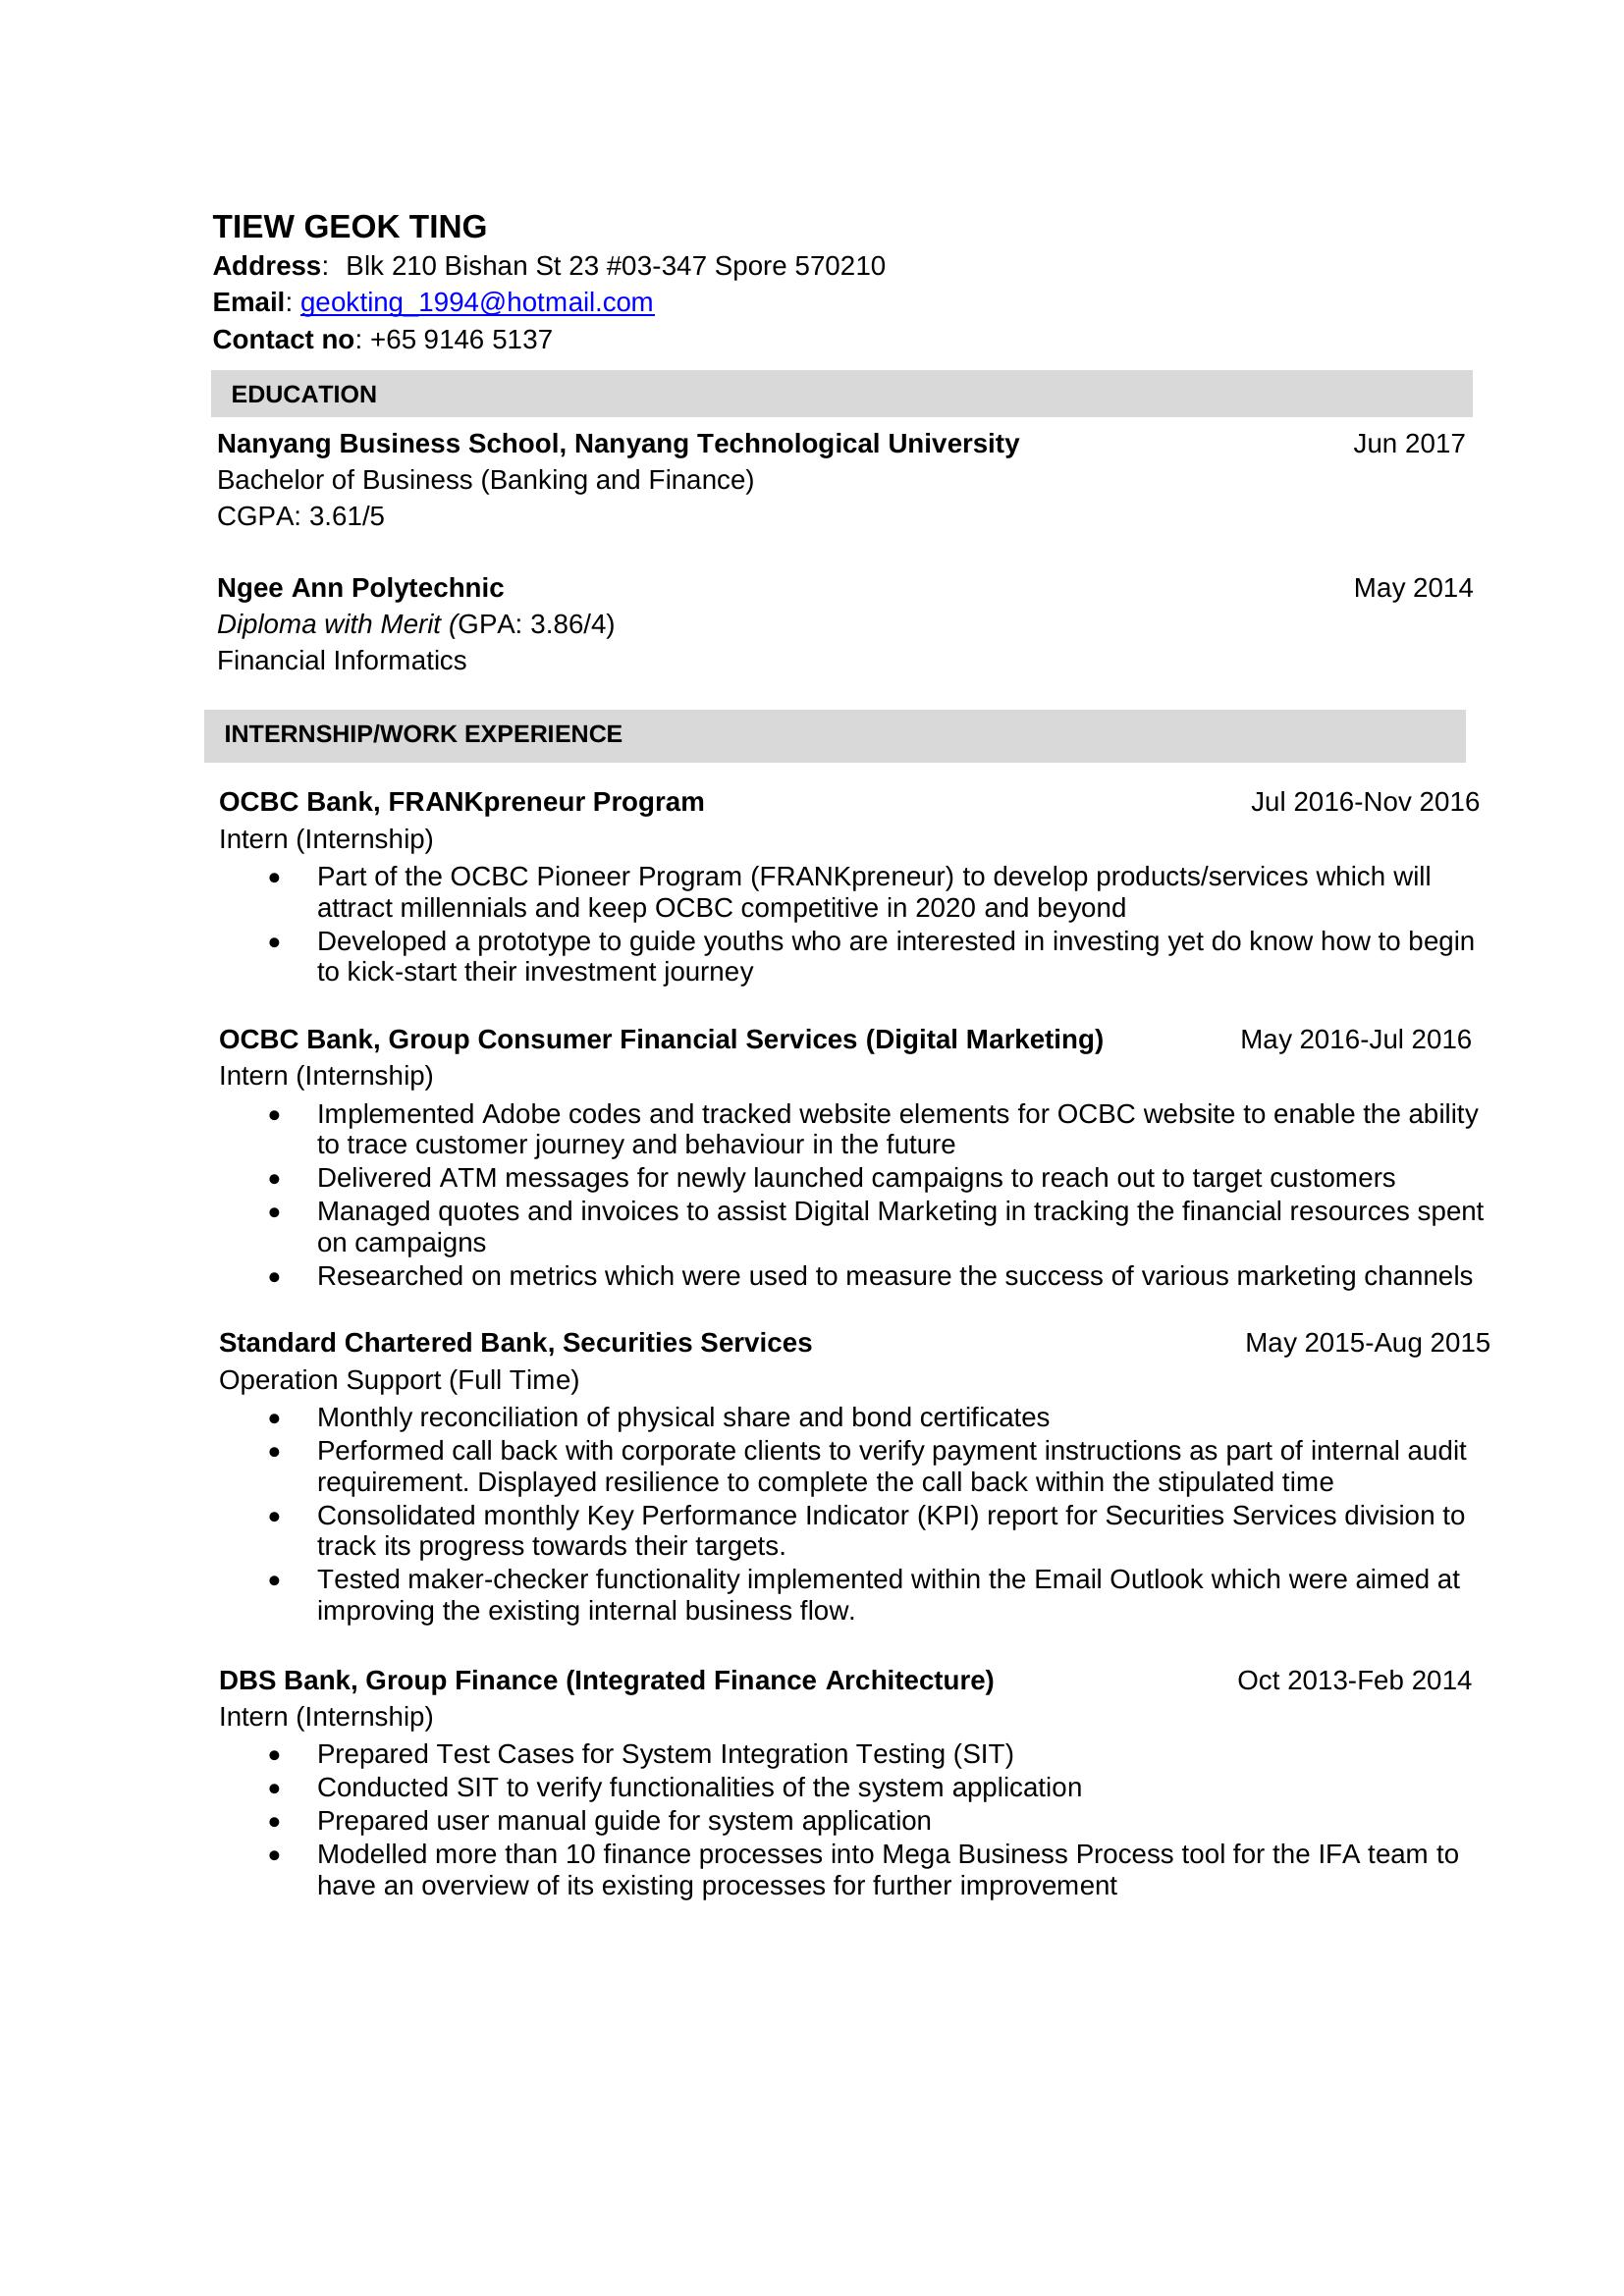 TIEW GEOK TING
Address: Blk 210 Bishan St 23 #03-347 Spore 570210
Email: geokting_1994@hotmail.com
Contact no: +65 9146 5137
EDUCATION
Nanyang Business School, Nanyang Technological University Jun 2017
Bachelor of Business (Banking and Finance)
CGPA: 3.61/5
Ngee Ann Polytechnic May 2014
Diploma with Merit (GPA: 3.86/4)
Financial Informatics
INTERNSHIP/WORK EXPERIENCE
OCBC Bank, FRANKpreneur Program Jul 2016-Nov 2016
Intern (Internship)
• Part of the OCBC Pioneer Program (FRANKpreneur) to develop products/services which will
attract millennials and keep OCBC competitive in 2020 and beyond
• Developed a prototype to guide youths who are interested in investing yet do know how to begin
to kick-start their investment journey
OCBC Bank, Group Consumer Financial Services (Digital Marketing) May 2016-Jul 2016
Intern (Internship)
• Implemented Adobe codes and tracked website elements for OCBC website to enable the ability
to trace customer journey and behaviour in the future
• Delivered ATM messages for newly launched campaigns to reach out to target customers
• Managed quotes and invoices to assist Digital Marketing in tracking the financial resources spent
on campaigns
• Researched on metrics which were used to measure the success of various marketing channels
Standard Chartered Bank, Securities Services May 2015-Aug 2015
Operation Support (Full Time)
• Monthly reconciliation of physical share and bond certificates
• Performed call back with corporate clients to verify payment instructions as part of internal audit
requirement. Displayed resilience to complete the call back within the stipulated time
• Consolidated monthly Key Performance Indicator (KPI) report for Securities Services division to
track its progress towards their targets.
• Tested maker-checker functionality implemented within the Email Outlook which were aimed at
improving the existing internal business flow.
DBS Bank, Group Finance (Integrated Finance Architecture) Oct 2013-Feb 2014
Intern (Internship)
• Prepared Test Cases for System Integration Testing (SIT)
• Conducted SIT to verify functionalities of the system application
• Prepared user manual guide for system application
• Modelled more than 10 finance processes into Mega Business Process tool for the IFA team to
have an overview of its existing processes for further improvement